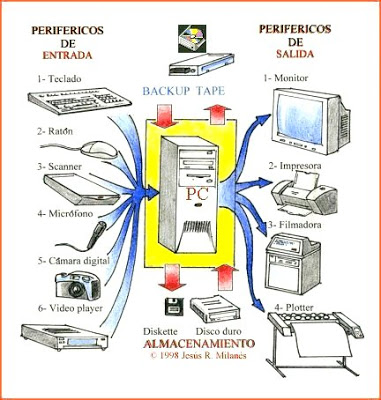 PERIFERICOS
DE
ENTRADA
1- Teclado
2- Ratón
3- Scanner
4- Micrófono
5- Cámara digital
6- Video player
BACKUP TAPE
PC
PERIFERICOS
DE
SALIDA
1- Monitor
2- Impresora
3- Filmadora
4- Plotter
Diskette
Disco duro
ALMACENAMIENTO
© 1998 Jesús R. Milanés